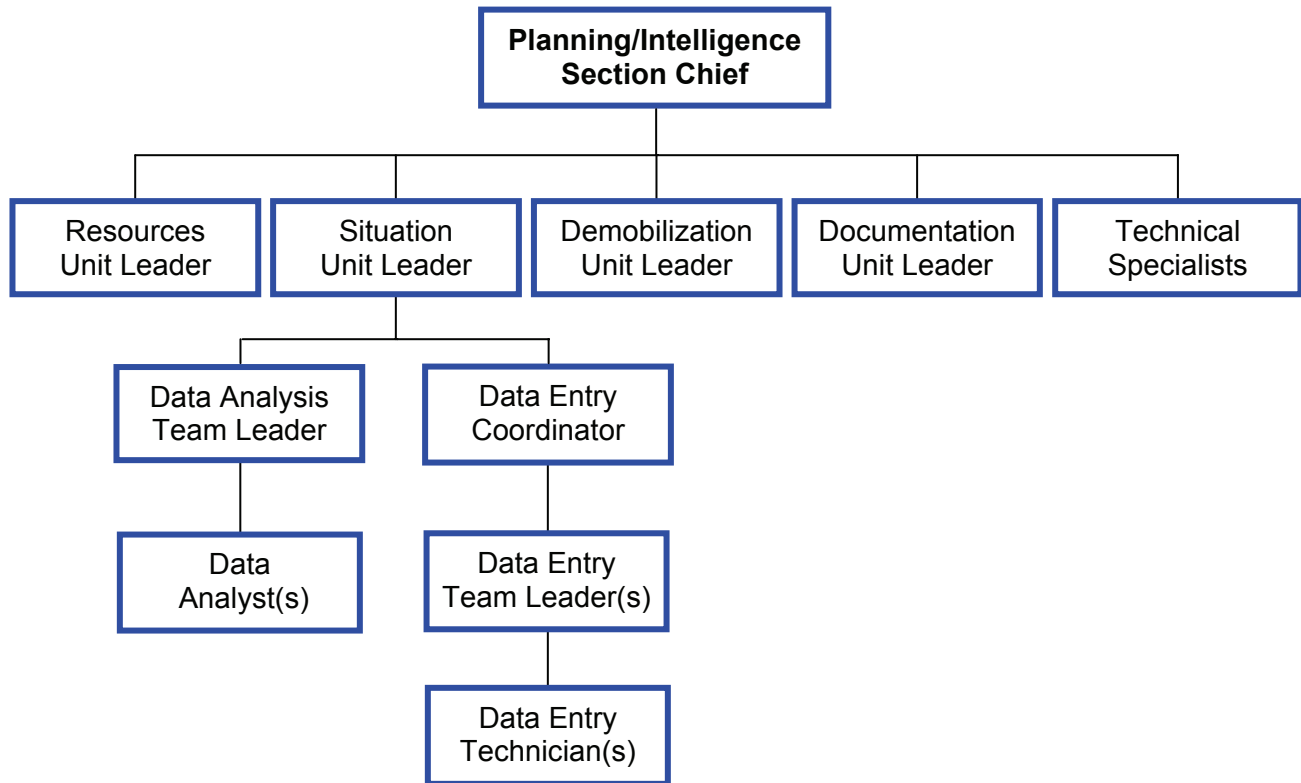 Planning/Intelligence
Section Chief
Resources
Unit Leader
Situation
Unit Leader
Demobilization
Unit Leader
Documentation
Unit Leader
Technical
Specialists
Data Analysis
Team Leader
Data Entry
Coordinator
Data
Analyst(s)
Data Entry
Team Leader(s)
Data Entry
Technician(s)